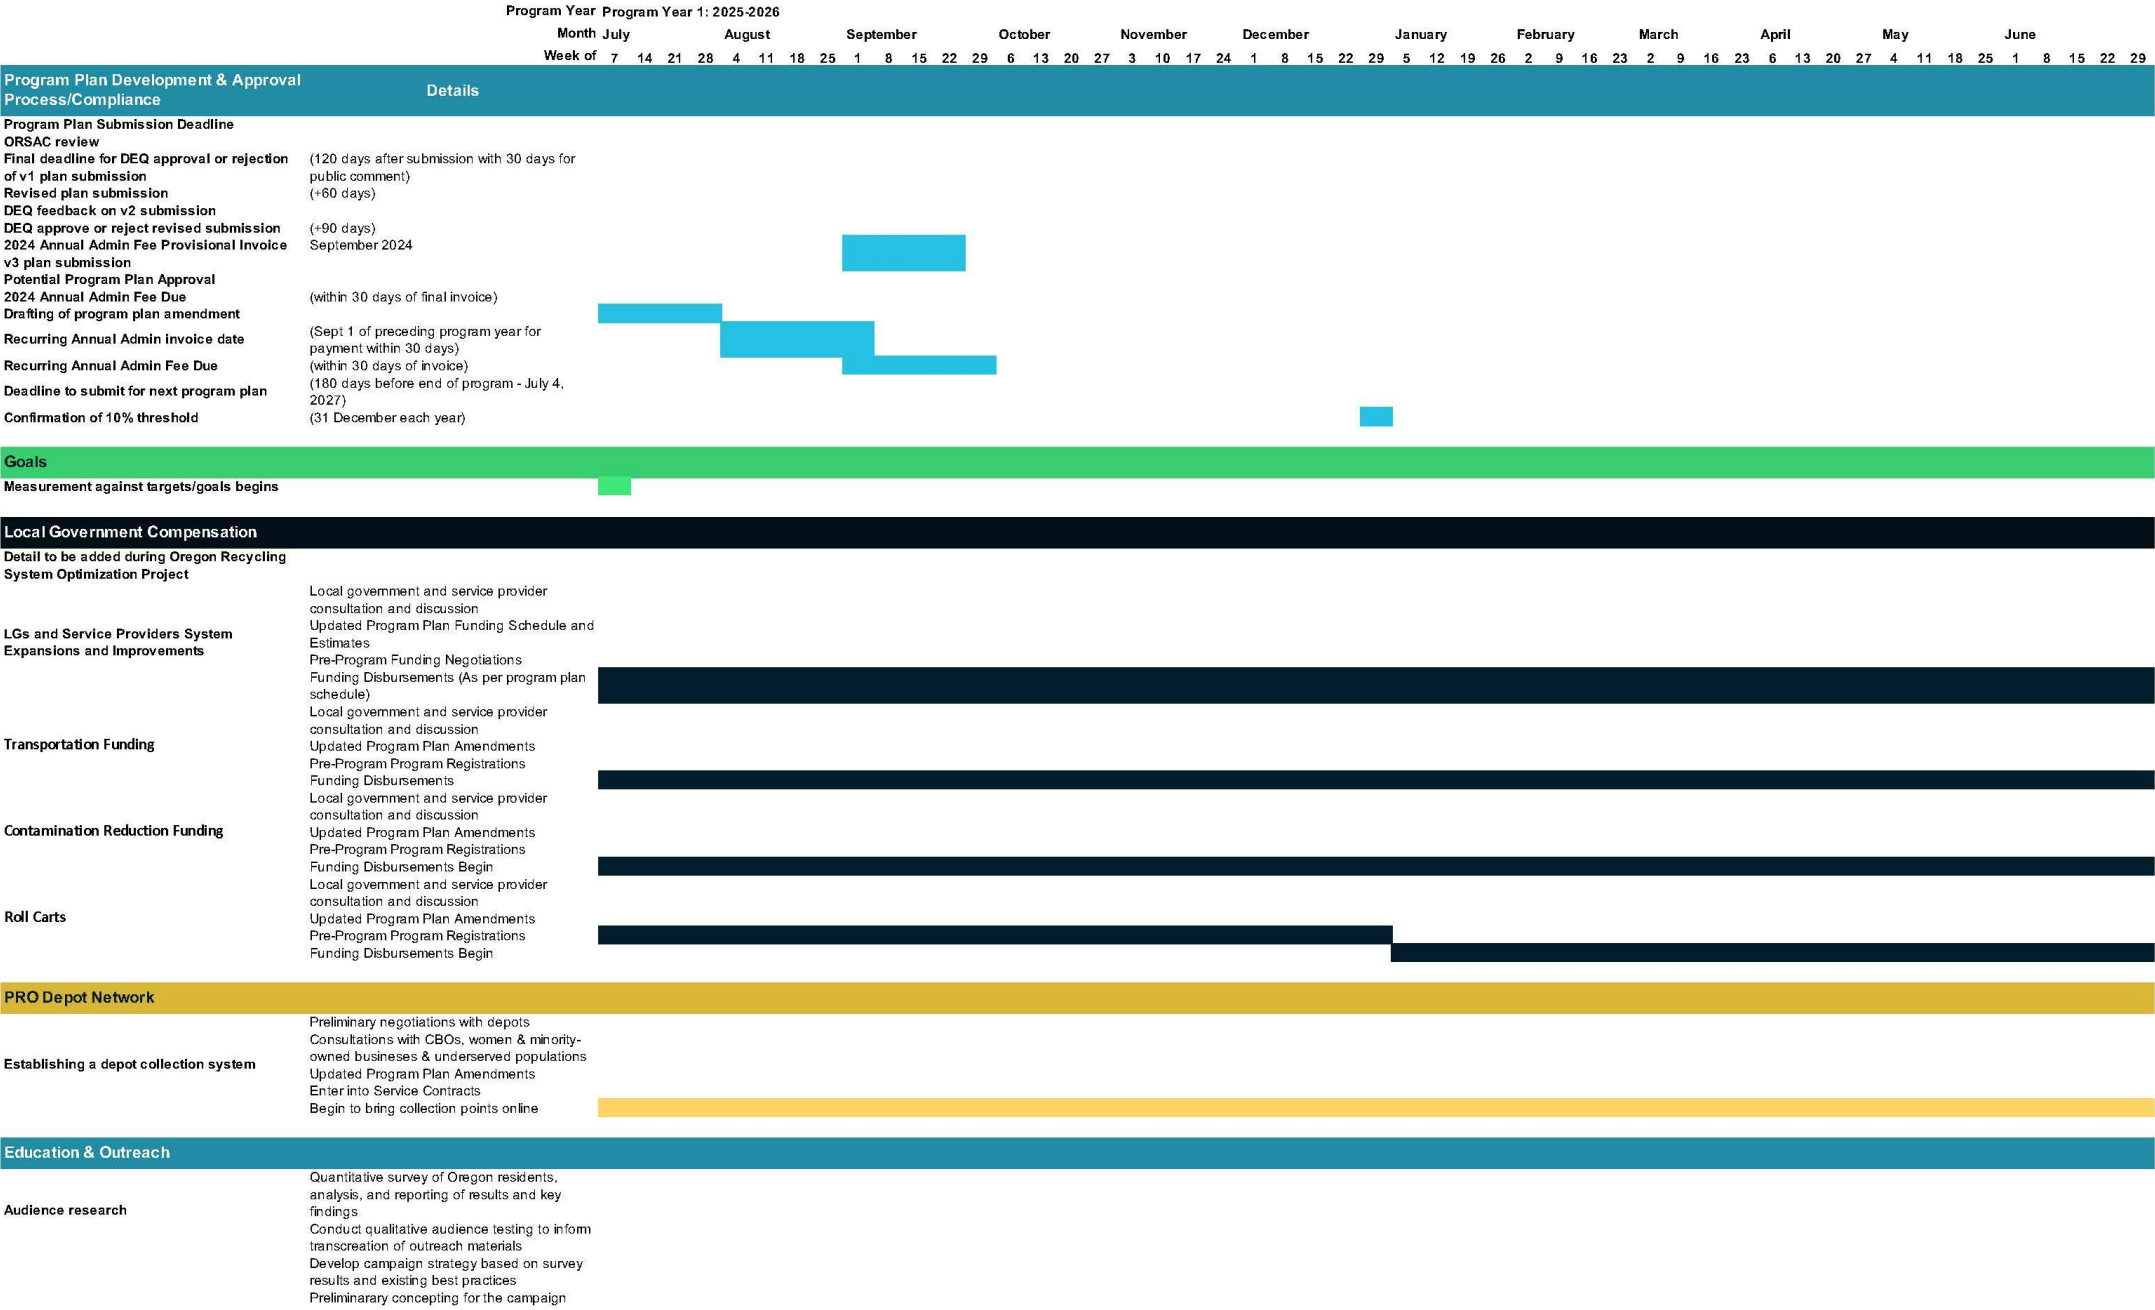 Program Year Program Year 1: 2025-2026
Month July August September October November December January February March April May June
Week of 7 14 21 28 4 11 18 25 1 8 15 22 29 6 13 20 27 3 10 17 24 1 8 15 22 29 5 12 19 26 2 9 16 23 2 9 16 23 6 13 20 27 4 11 18 25 1 8 15 22 29
Program Plan Development & Approval
Process/Compliance
Details
Program Plan Submission Deadline
ORSAC review
Final deadline for DEQ approval or rejection
of v1 plan submission
(120 days after submission with 30 days for
public comment)
Revised plan submission (+60 days)
DEQ feedback on v2 submission
DEQ approve or reject revised submission (+90 days)
2024 Annual Admin Fee Provisional Invoice September 2024
v3 plan submission
Potential Program Plan Approval
2024 Annual Admin Fee Due (within 30 days of final invoice)
Drafting of program plan amendment
Recurring Annual Admin invoice date
(Sept 1 of preceding program year for
payment within 30 days)
Recurring Annual Admin Fee Due (within 30 days of invoice)
Deadline to submit for next program plan
(180 days before end of program - July 4,
2027)
Confirmation of 10% threshold (31 December each year)
Goals
Measurement against targets/goals begins
Local Government Compensation
Detail to be added during Oregon Recycling
System Optimization Project
LGs and Service Providers System
Expansions and Improvements
Local government and service provider
consultation and discussion
Updated Program Plan Funding Schedule and
Estimates
Pre-Program Funding Negotiations
Funding Disbursements (As per program plan
schedule)
Transportation Funding
Local government and service provider
consultation and discussion
Updated Program Plan Amendments
Pre-Program Program Registrations
Funding Disbursements
Contamination Reduction Funding
Local government and service provider
consultation and discussion
Updated Program Plan Amendments
Pre-Program Program Registrations
Funding Disbursements Begin
Roll Carts
Local government and service provider
consultation and discussion
Updated Program Plan Amendments
Pre-Program Program Registrations
Funding Disbursements Begin
PRO Depot Network
Establishing a depot collection system
Preliminary negotiations with depots
Consultations with CBOs, women & minority-
owned busineses & underserved populations
Updated Program Plan Amendments
Enter into Service Contracts
Begin to bring collection points online
Education & Outreach
Audience research
Quantitative survey of Oregon residents,
analysis, and reporting of results and key
findings
Conduct qualitative audience testing to inform
transcreation of outreach materials
Develop campaign strategy based on survey
results and existing best practices
Preliminarary concepting for the campaign